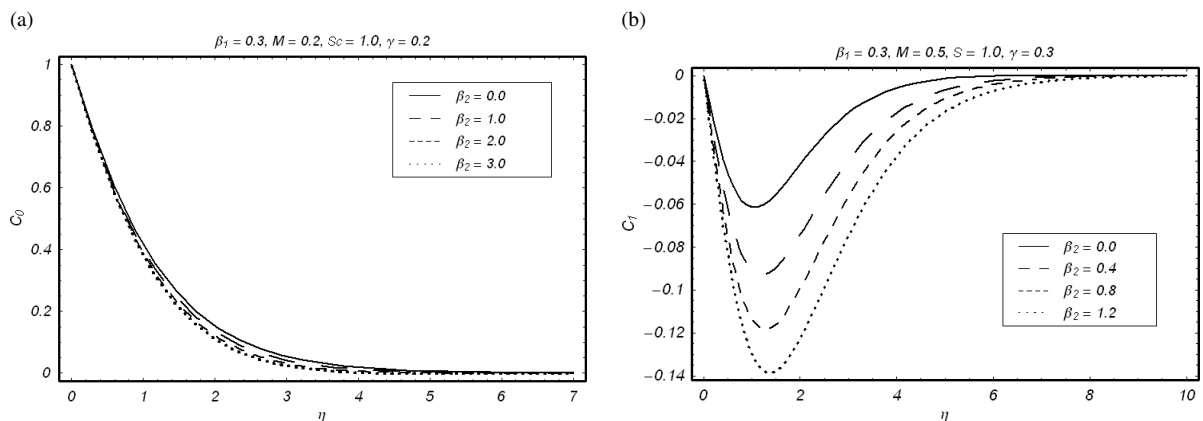 (a)
β₁ = 0.3, M = 0.2, Sc = 1.0, γ = 0.2
1
0.8
0.6
0.4
0.2
0
C₀
β₂ = 0.0
β₂ = 1.0
β₂ = 2.0
β₂ = 3.0
0 1 2 3 4 5 6 7
η
(b)
β₁ = 0.3, M = 0.5, S = 1.0, γ = 0.3
0
−0.02
−0.04
−0.06
−0.08
−0.1
−0.12
−0.14
C₁
β₂ = 0.0
β₂ = 0.4
β₂ = 0.8
β₂ = 1.2
0 2 4 6 8 10
η